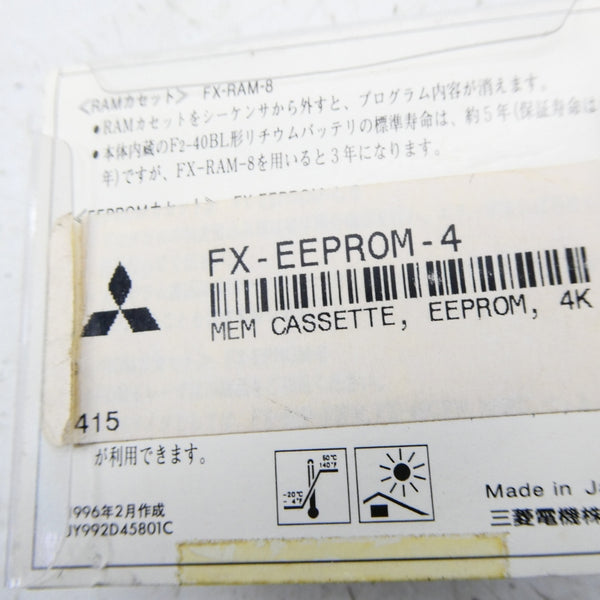 〈RAMカセット〉 FX-RAM-8
●RAMカセットをシーケンサから外すと、プログラム内容が消えます。
●本体内蔵のF2-40BL形リチウムバッテリの標準寿命は、約5年(保証寿命は
年)ですが、FX-RAM-8を用いると3年になります。
FX-EEPROM-4
MEM CASSETTE, EEPROM, 4K
415
が利用できます。
60℃
140°F
-20℃
-4°F
1996年2月作成
JY992D45801C
Made in Ja
三菱電機株